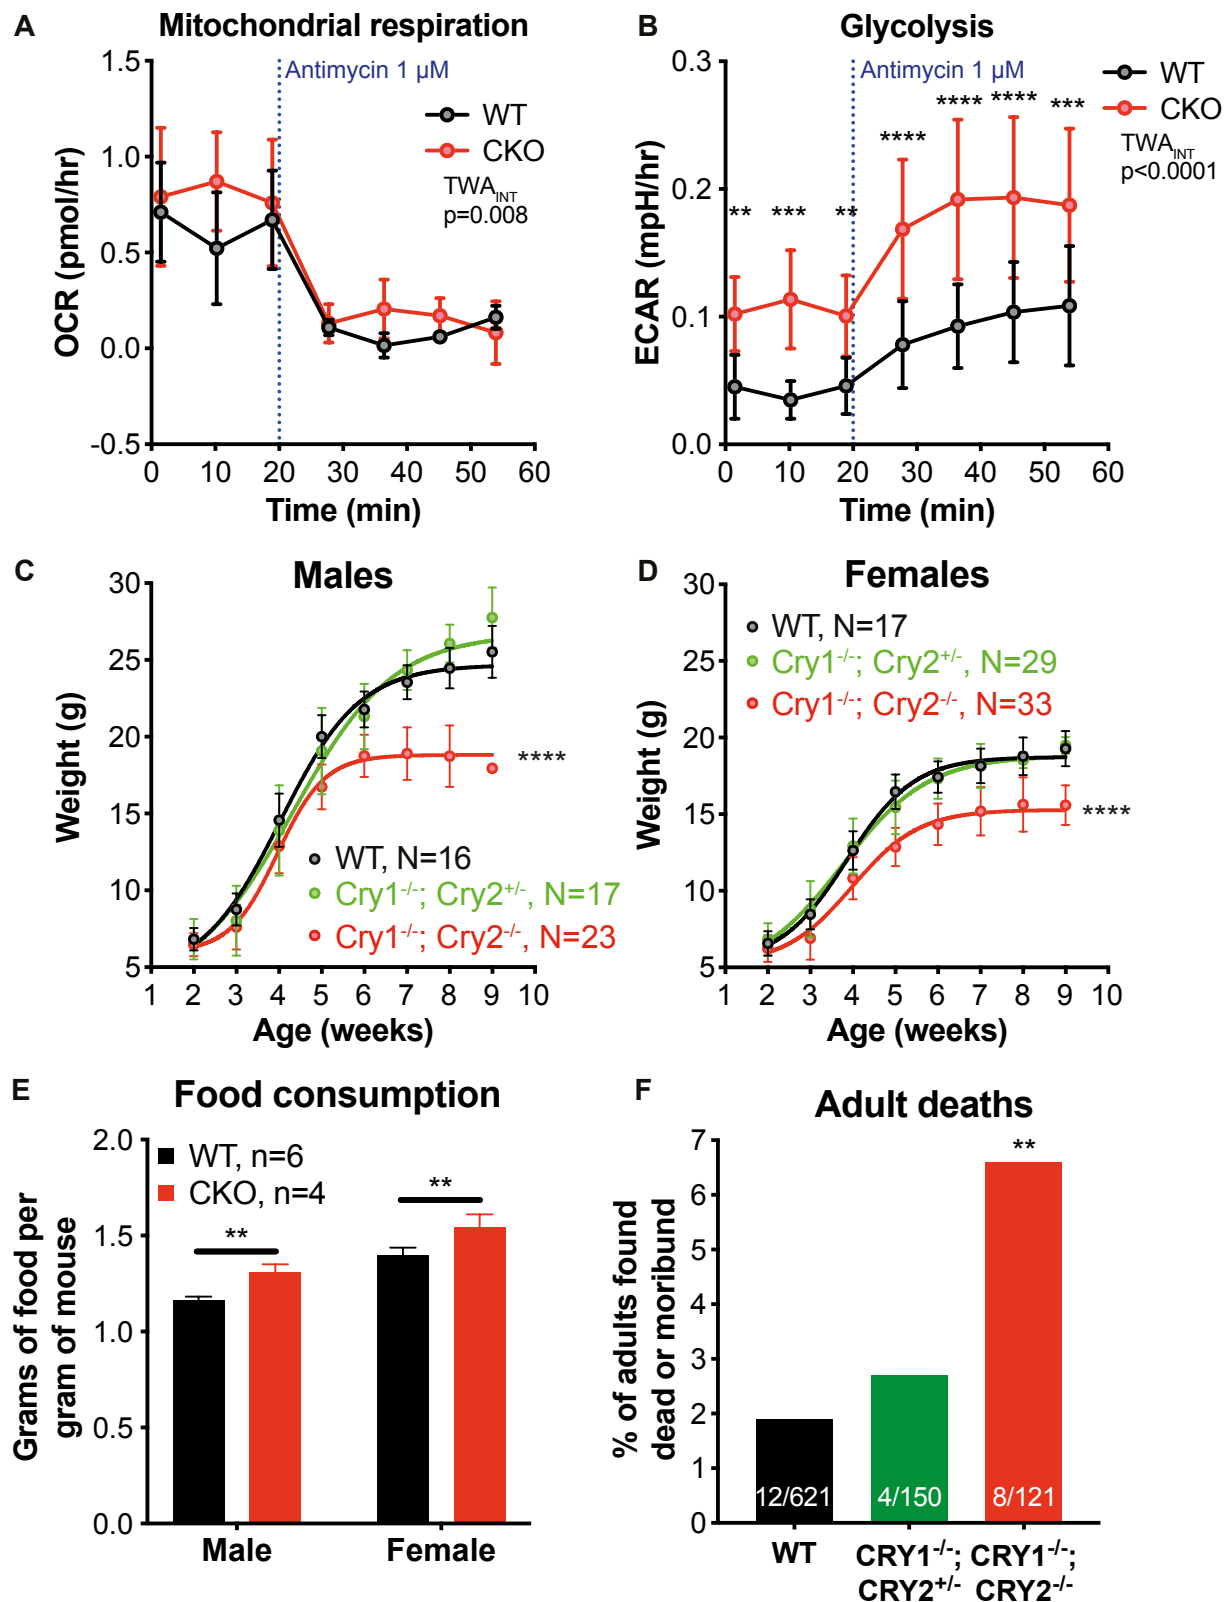 A
Mitochondrial respiration
1.5
1.0
0.5
0.0
-0.5
OCR (pmol/hr)
Antimycin 1 μM
WT
CKO
TWA_INT
p=0.008
0 10 20 30 40 50 60
Time (min)
B
Glycolysis
0.3
0.2
0.1
0.0
ECAR (mpH/hr)
Antimycin 1 μM
** *** ** **** **** **** ***
WT
CKO
TWA_INT
p<0.0001
0 10 20 30 40 50 60
Time (min)
C
Males
30
25
20
15
10
5
Weight (g)
****
WT, N=16
Cry1-/-; Cry2+/-, N=17
Cry1-/-; Cry2-/-, N=23
1 2 3 4 5 6 7 8 9 10
Age (weeks)
D
Females
30
25
20
15
10
5
Weight (g)
WT, N=17
Cry1-/-; Cry2+/-, N=29
Cry1-/-; Cry2-/-, N=33
****
1 2 3 4 5 6 7 8 9 10
Age (weeks)
E
Food consumption
2.0
1.5
1.0
0.5
0.0
Grams of food per
gram of mouse
WT, n=6
CKO, n=4
**
**
Male Female
F
Adult deaths
7
6
5
4
3
2
1
0
% of adults found
dead or moribund
**
12/621 4/150 8/121
WT CRY1-/-; CRY1-/-;
CRY2+/- CRY2-/-